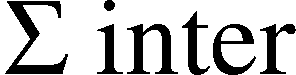 Σ inter